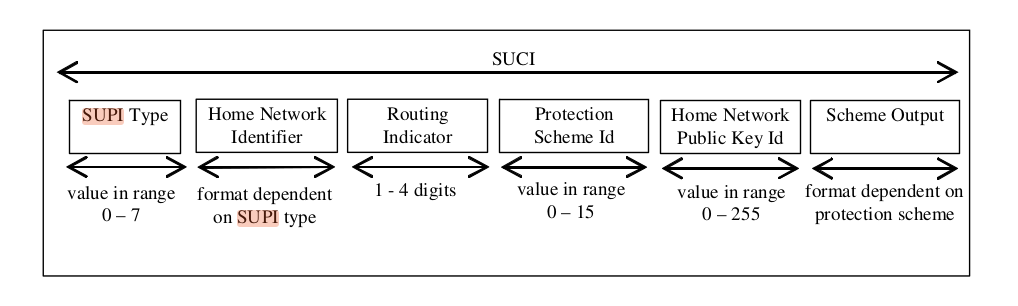 SUCI
SUPI Type
Home Network
Identifier
Routing
Indicator
Protection
Scheme Id
Home Network
Public Key Id
Scheme Output
value in range
0 – 7
format dependent
on SUPI type
1 - 4 digits
value in range
0 – 15
value in range
0 – 255
format dependent on
protection scheme